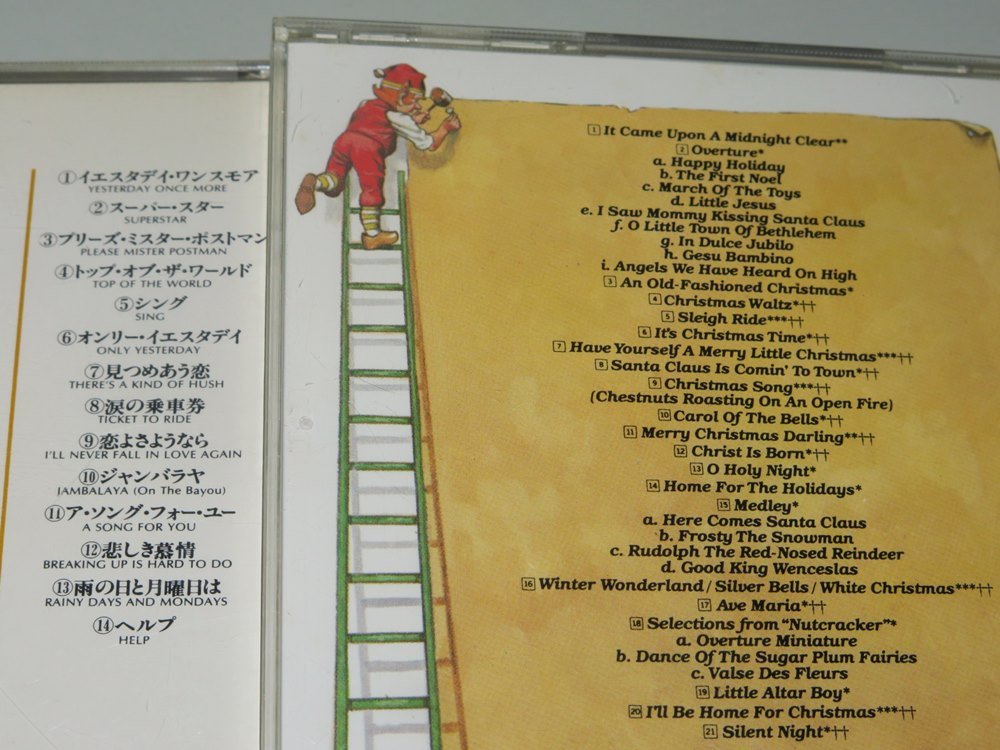 ①イエスタデイ・ワンスモア
YESTERDAY ONCE MORE
②スーパー・スター
SUPERSTAR
③プリーズ・ミスター・ポストマン
PLEASE MISTER POSTMAN
④トップ・オブ・ザ・ワールド
TOP OF THE WORLD
⑤シング
SING
⑥オンリー・イエスタデイ
ONLY YESTERDAY
⑦見つめあう恋
THERE'S A KIND OF HUSH
⑧涙の乗車券
TICKET TO RIDE
⑨恋よさようなら
I'LL NEVER FALL IN LOVE AGAIN
⑩ジャンバラヤ
JAMBALAYA (On The Bayou)
⑪ア・ソング・フォー・ユー
A SONG FOR YOU
⑫悲しき慕情
BREAKING UP IS HARD TO DO
⑬雨の日と月曜日は
RAINY DAYS AND MONDAYS
⑭ヘルプ
HELP
1 It Came Upon A Midnight Clear**
2 Overture*
a. Happy Holiday
b. The First Noel
c. March Of The Toys
d. Little Jesus
e. I Saw Mommy Kissing Santa Claus
f. O Little Town Of Bethlehem
g. In Dulce Jubilo
h. Gesu Bambino
i. Angels We Have Heard On High
3 An Old-Fashioned Christmas*
4 Christmas Waltz*††
5 Sleigh Ride***††
6 It's Christmas Time*††
7 Have Yourself A Merry Little Christmas***††
8 Santa Claus Is Comin' To Town*††
9 Christmas Song***††
(Chestnuts Roasting On An Open Fire)
10 Carol Of The Bells*††
11 Merry Christmas Darling**††
12 Christ Is Born*††
13 O Holy Night*
14 Home For The Holidays*
15 Medley*
a. Here Comes Santa Claus
b. Frosty The Snowman
c. Rudolph The Red-Nosed Reindeer
d. Good King Wenceslas
16 Winter Wonderland / Silver Bells / White Christmas***††
17 Ave Maria*††
18 Selections from "Nutcracker"*
a. Overture Miniature
b. Dance Of The Sugar Plum Fairies
c. Valse Des Fleurs
19 Little Altar Boy*
20 I'll Be Home For Christmas***††
21 Silent Night*††